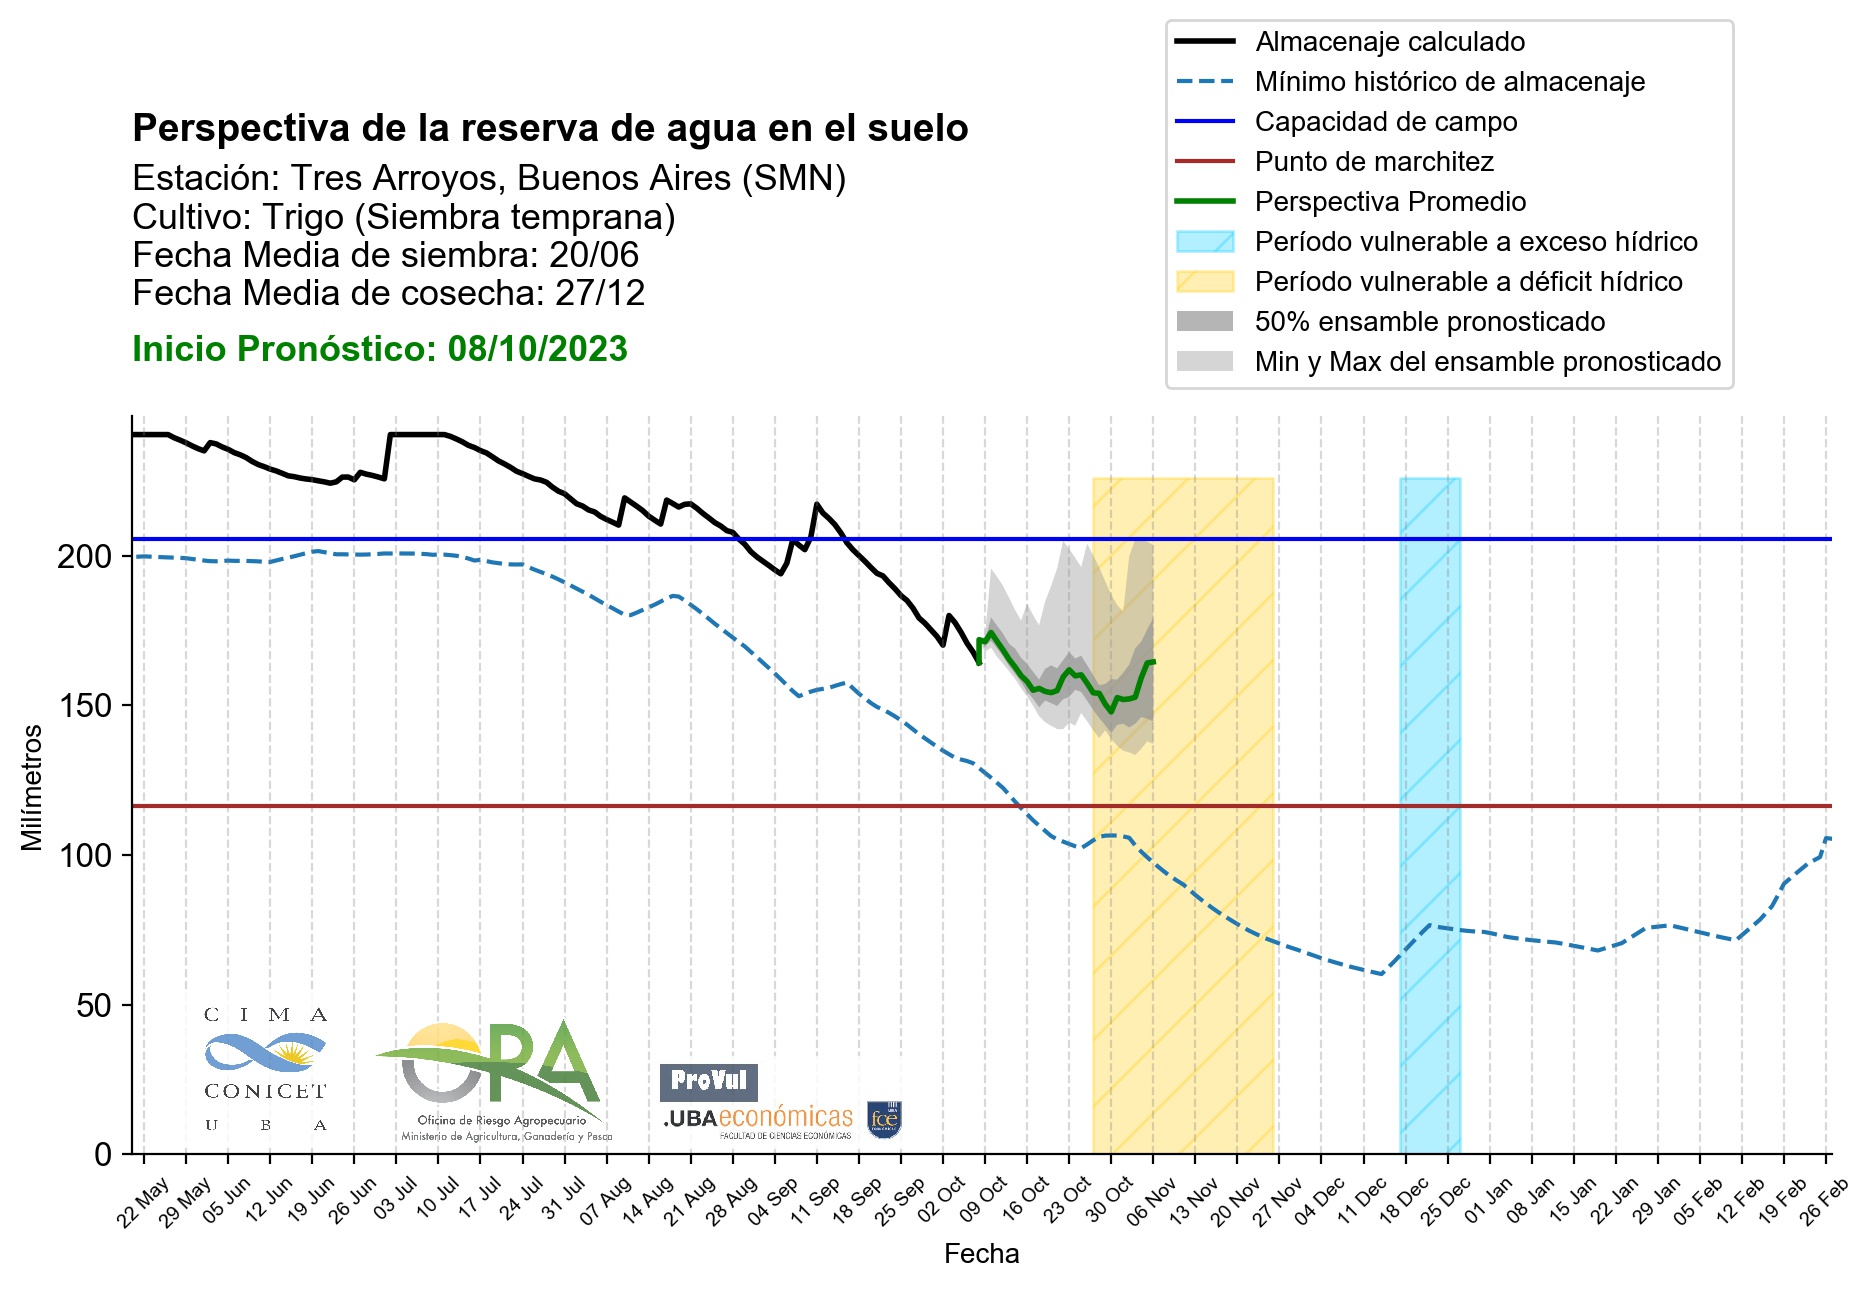 Almacenaje calculado
Mínimo histórico de almacenaje
Capacidad de campo
Punto de marchitez
Perspectiva Promedio
Período vulnerable a exceso hídrico
Período vulnerable a déficit hídrico
50% ensamble pronosticado
Min y Max del ensamble pronosticado
Perspectiva de la reserva de agua en el suelo
Estación: Tres Arroyos, Buenos Aires (SMN)
Cultivo: Trigo (Siembra temprana)
Fecha Media de siembra: 20/06
Fecha Media de cosecha: 27/12
Inicio Pronóstico: 08/10/2023
Milímetros
200
150
100
50
0
CIMA
CONICET
UBA
ORA
Oficina de Riesgo Agropecuario
Ministerio de Agricultura, Ganadería y Pesca
ProVul
.UBAeconómicas
FACULTAD DE CIENCIAS ECONÓMICAS
UBA
fce
22 May
29 May
05 Jun
12 Jun
19 Jun
26 Jun
03 Jul
10 Jul
17 Jul
24 Jul
31 Jul
07 Aug
14 Aug
21 Aug
28 Aug
04 Sep
11 Sep
18 Sep
25 Sep
02 Oct
09 Oct
16 Oct
23 Oct
30 Oct
06 Nov
13 Nov
20 Nov
27 Nov
04 Dec
11 Dec
18 Dec
25 Dec
01 Jan
08 Jan
15 Jan
22 Jan
29 Jan
05 Feb
12 Feb
19 Feb
26 Feb
Fecha